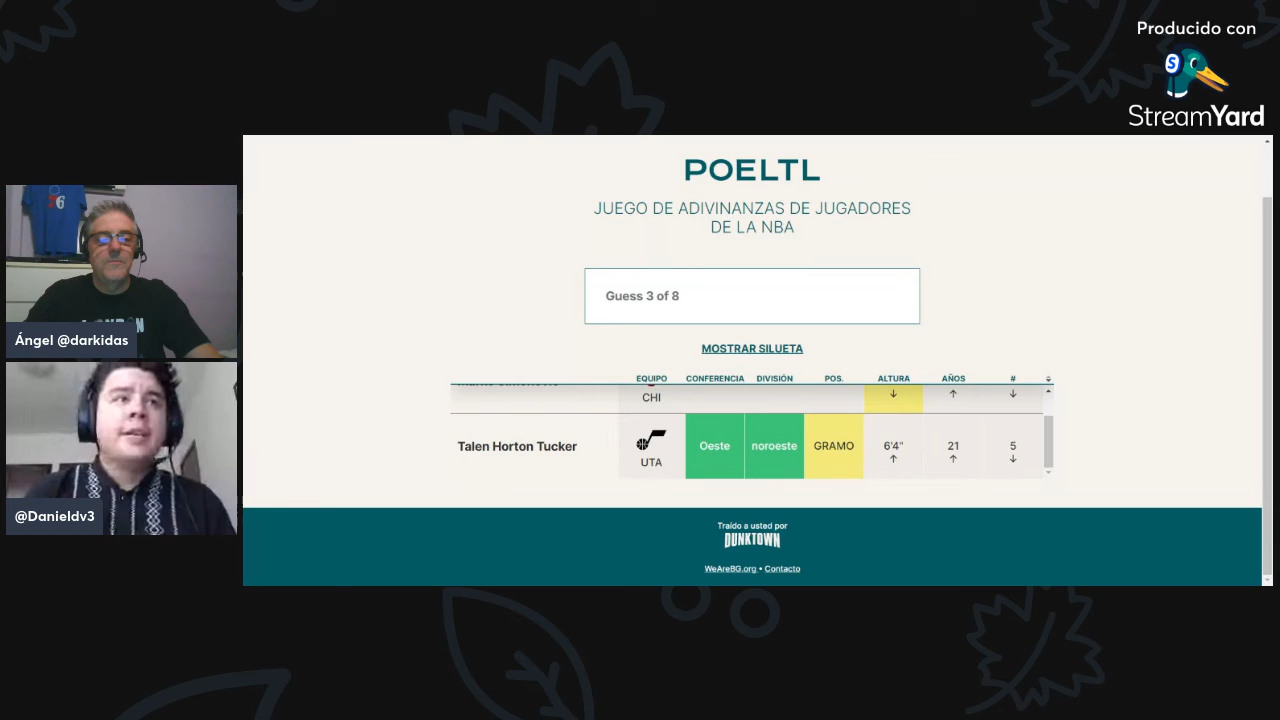 Producido con
StreamYard
POELTL
JUEGO DE ADIVINANZAS DE JUGADORES
DE LA NBA
Guess 3 of 8
MOSTRAR SILUETA
EQUIPO CONFERENCIA DIVISIÓN POS. ALTURA AÑOS #
CHI ↓ ↑ ↓
Talen Horton Tucker Oeste noroeste GRAMO 6'4" 21 5
UTA ↑ ↑ ↓
Traído a usted por
DUNKTOWN
WeAreBG.org • Contacto
76
Ángel @darkidas
@Danieldv3